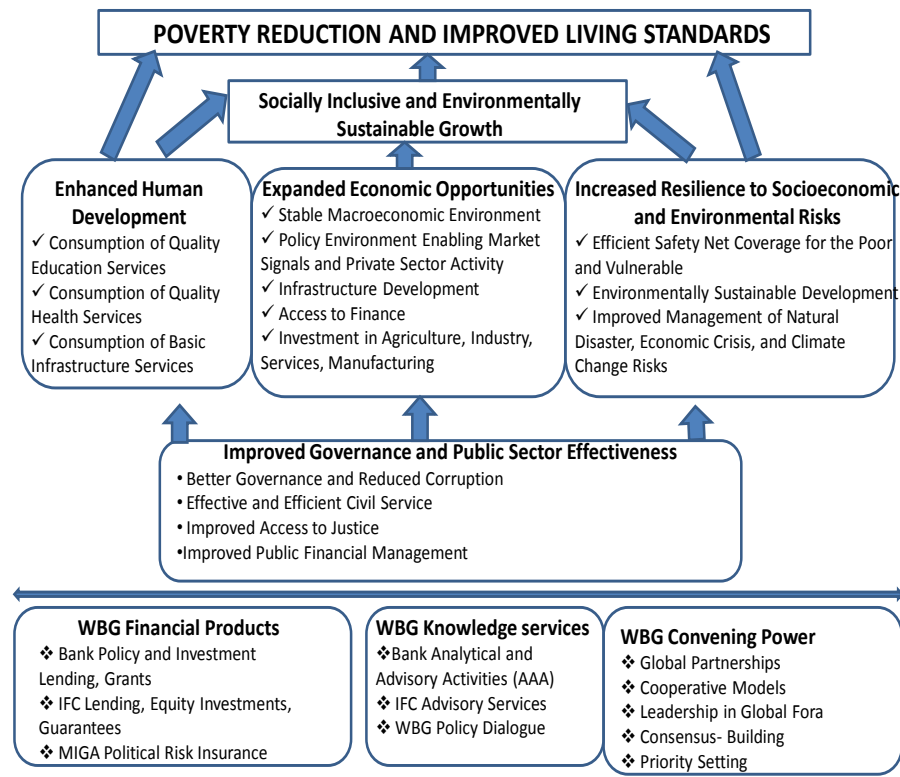 POVERTY REDUCTION AND IMPROVED LIVING STANDARDS
Socially Inclusive and Environmentally
Sustainable Growth
Enhanced Human
Development
✓ Consumption of Quality
Education Services
✓ Consumption of Quality
Health Services
✓ Consumption of Basic
Infrastructure Services
Expanded Economic Opportunities
✓ Stable Macroeconomic Environment
✓ Policy Environment Enabling Market
Signals and Private Sector Activity
✓ Infrastructure Development
✓ Access to Finance
✓ Investment in Agriculture, Industry,
Services, Manufacturing
Increased Resilience to Socioeconomic
and Environmental Risks
✓ Efficient Safety Net Coverage for the Poor
and Vulnerable
✓ Environmentally Sustainable Development
✓ Improved Management of Natural
Disaster, Economic Crisis, and Climate
Change Risks
Improved Governance and Public Sector Effectiveness
• Better Governance and Reduced Corruption
• Effective and Efficient Civil Service
• Improved Access to Justice
•Improved Public Financial Management
WBG Financial Products
❖ Bank Policy and Investment
Lending, Grants
❖ IFC Lending, Equity Investments,
Guarantees
❖ MIGA Political Risk Insurance
WBG Knowledge services
❖Bank Analytical and
Advisory Activities (AAA)
❖ IFC Advisory Services
❖ WBG Policy Dialogue
WBG Convening Power
❖ Global Partnerships
❖ Cooperative Models
❖ Leadership in Global Fora
❖ Consensus- Building
❖ Priority Setting